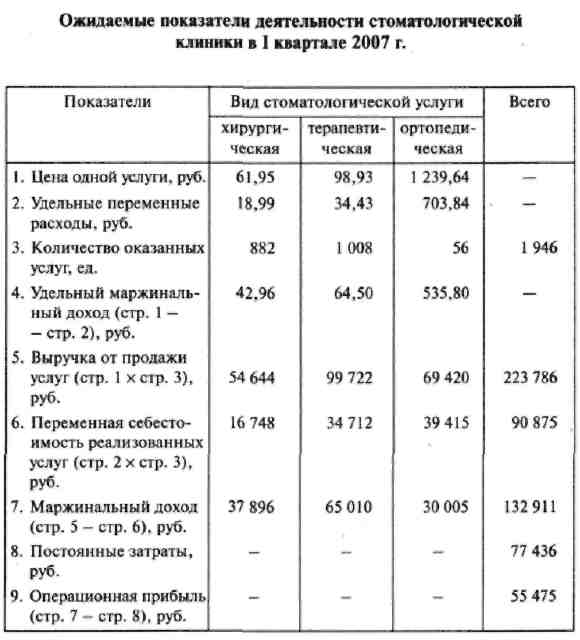 Ожидаемые показатели деятельности стоматологической
клиники в I квартале 2007 г.
Показатели
Вид стоматологической услуги
Всего
хирурги-
ческая
терапевти-
ческая
ортопеди-
ческая
1. Цена одной услуги, руб. 61,95 98,93 1 239,64 —
2. Удельные переменные 18,99 34,43 703,84 —
расходы, руб.
3. Количество оказанных 882 1 008 56 1 946
услуг, ед.
4. Удельный маржиналь- 42,96 64,50 535,80 —
ный доход (стр. 1 –
– стр. 2), руб.
5. Выручка от продажи
услуг (стр. 1 × стр. 3), 54 644 99 722 69 420 223 786
руб.
6. Переменная себесто- 16 748 34 712 39 415 90 875
имость реализованных
услуг (стр. 2 × стр. 3),
руб.
7. Маржинальный доход 37 896 65 010 30 005 132 911
(стр. 5 – стр. 6), руб.
8. Постоянные затраты, – – – 77 436
руб.
9. Операционная прибыль – – – 55 475
(стр. 7 – стр. 8), руб.